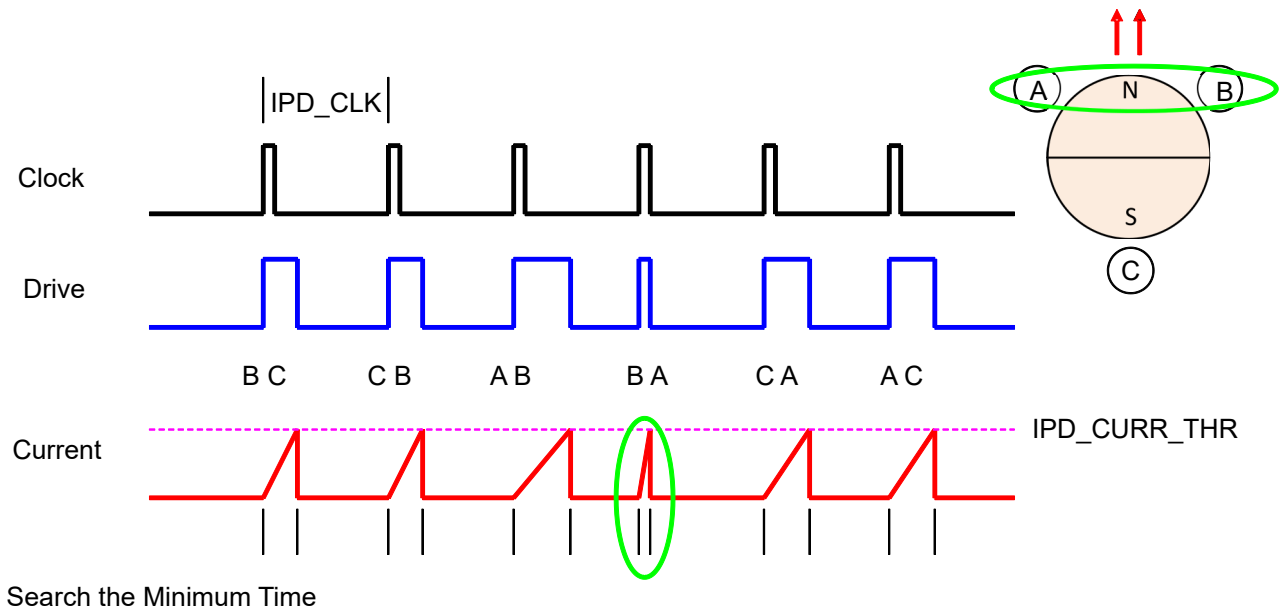 IPD_CLK
A
N
B
Clock
S
C
Drive
B C
C B
A B
B A
C A
A C
Current
IPD_CURR_THR
Search the Minimum Time